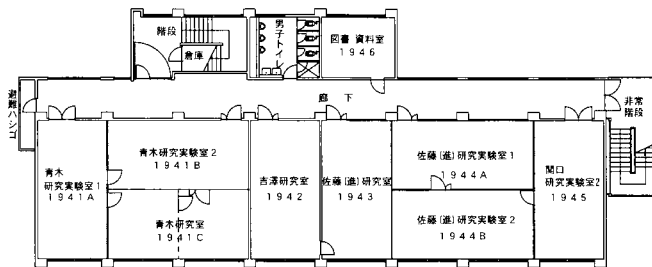 階段
倉庫
男子トイレ
図書 資料室
1946
避難ハシゴ
廊下
非常
階段
青木
研究実験室1
1941A
青木研究実験室2
1941B
青木研究室
1941C
吉澤研究室
1942
佐藤(進)研究室
1943
佐藤(進)研究実験室1
1944A
佐藤(進)研究実験室2
1944B
関口
研究実験室2
1945